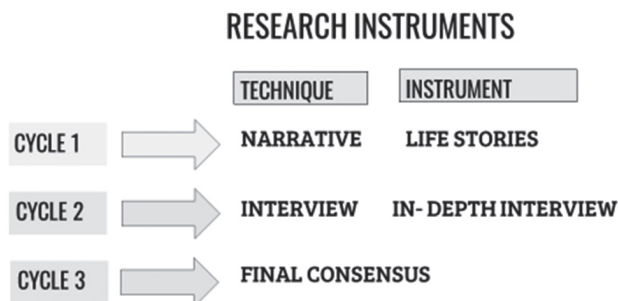 RESEARCH INSTRUMENTS
TECHNIQUE INSTRUMENT
CYCLE 1 NARRATIVE LIFE STORIES
CYCLE 2 INTERVIEW IN- DEPTH INTERVIEW
CYCLE 3 FINAL CONSENSUS